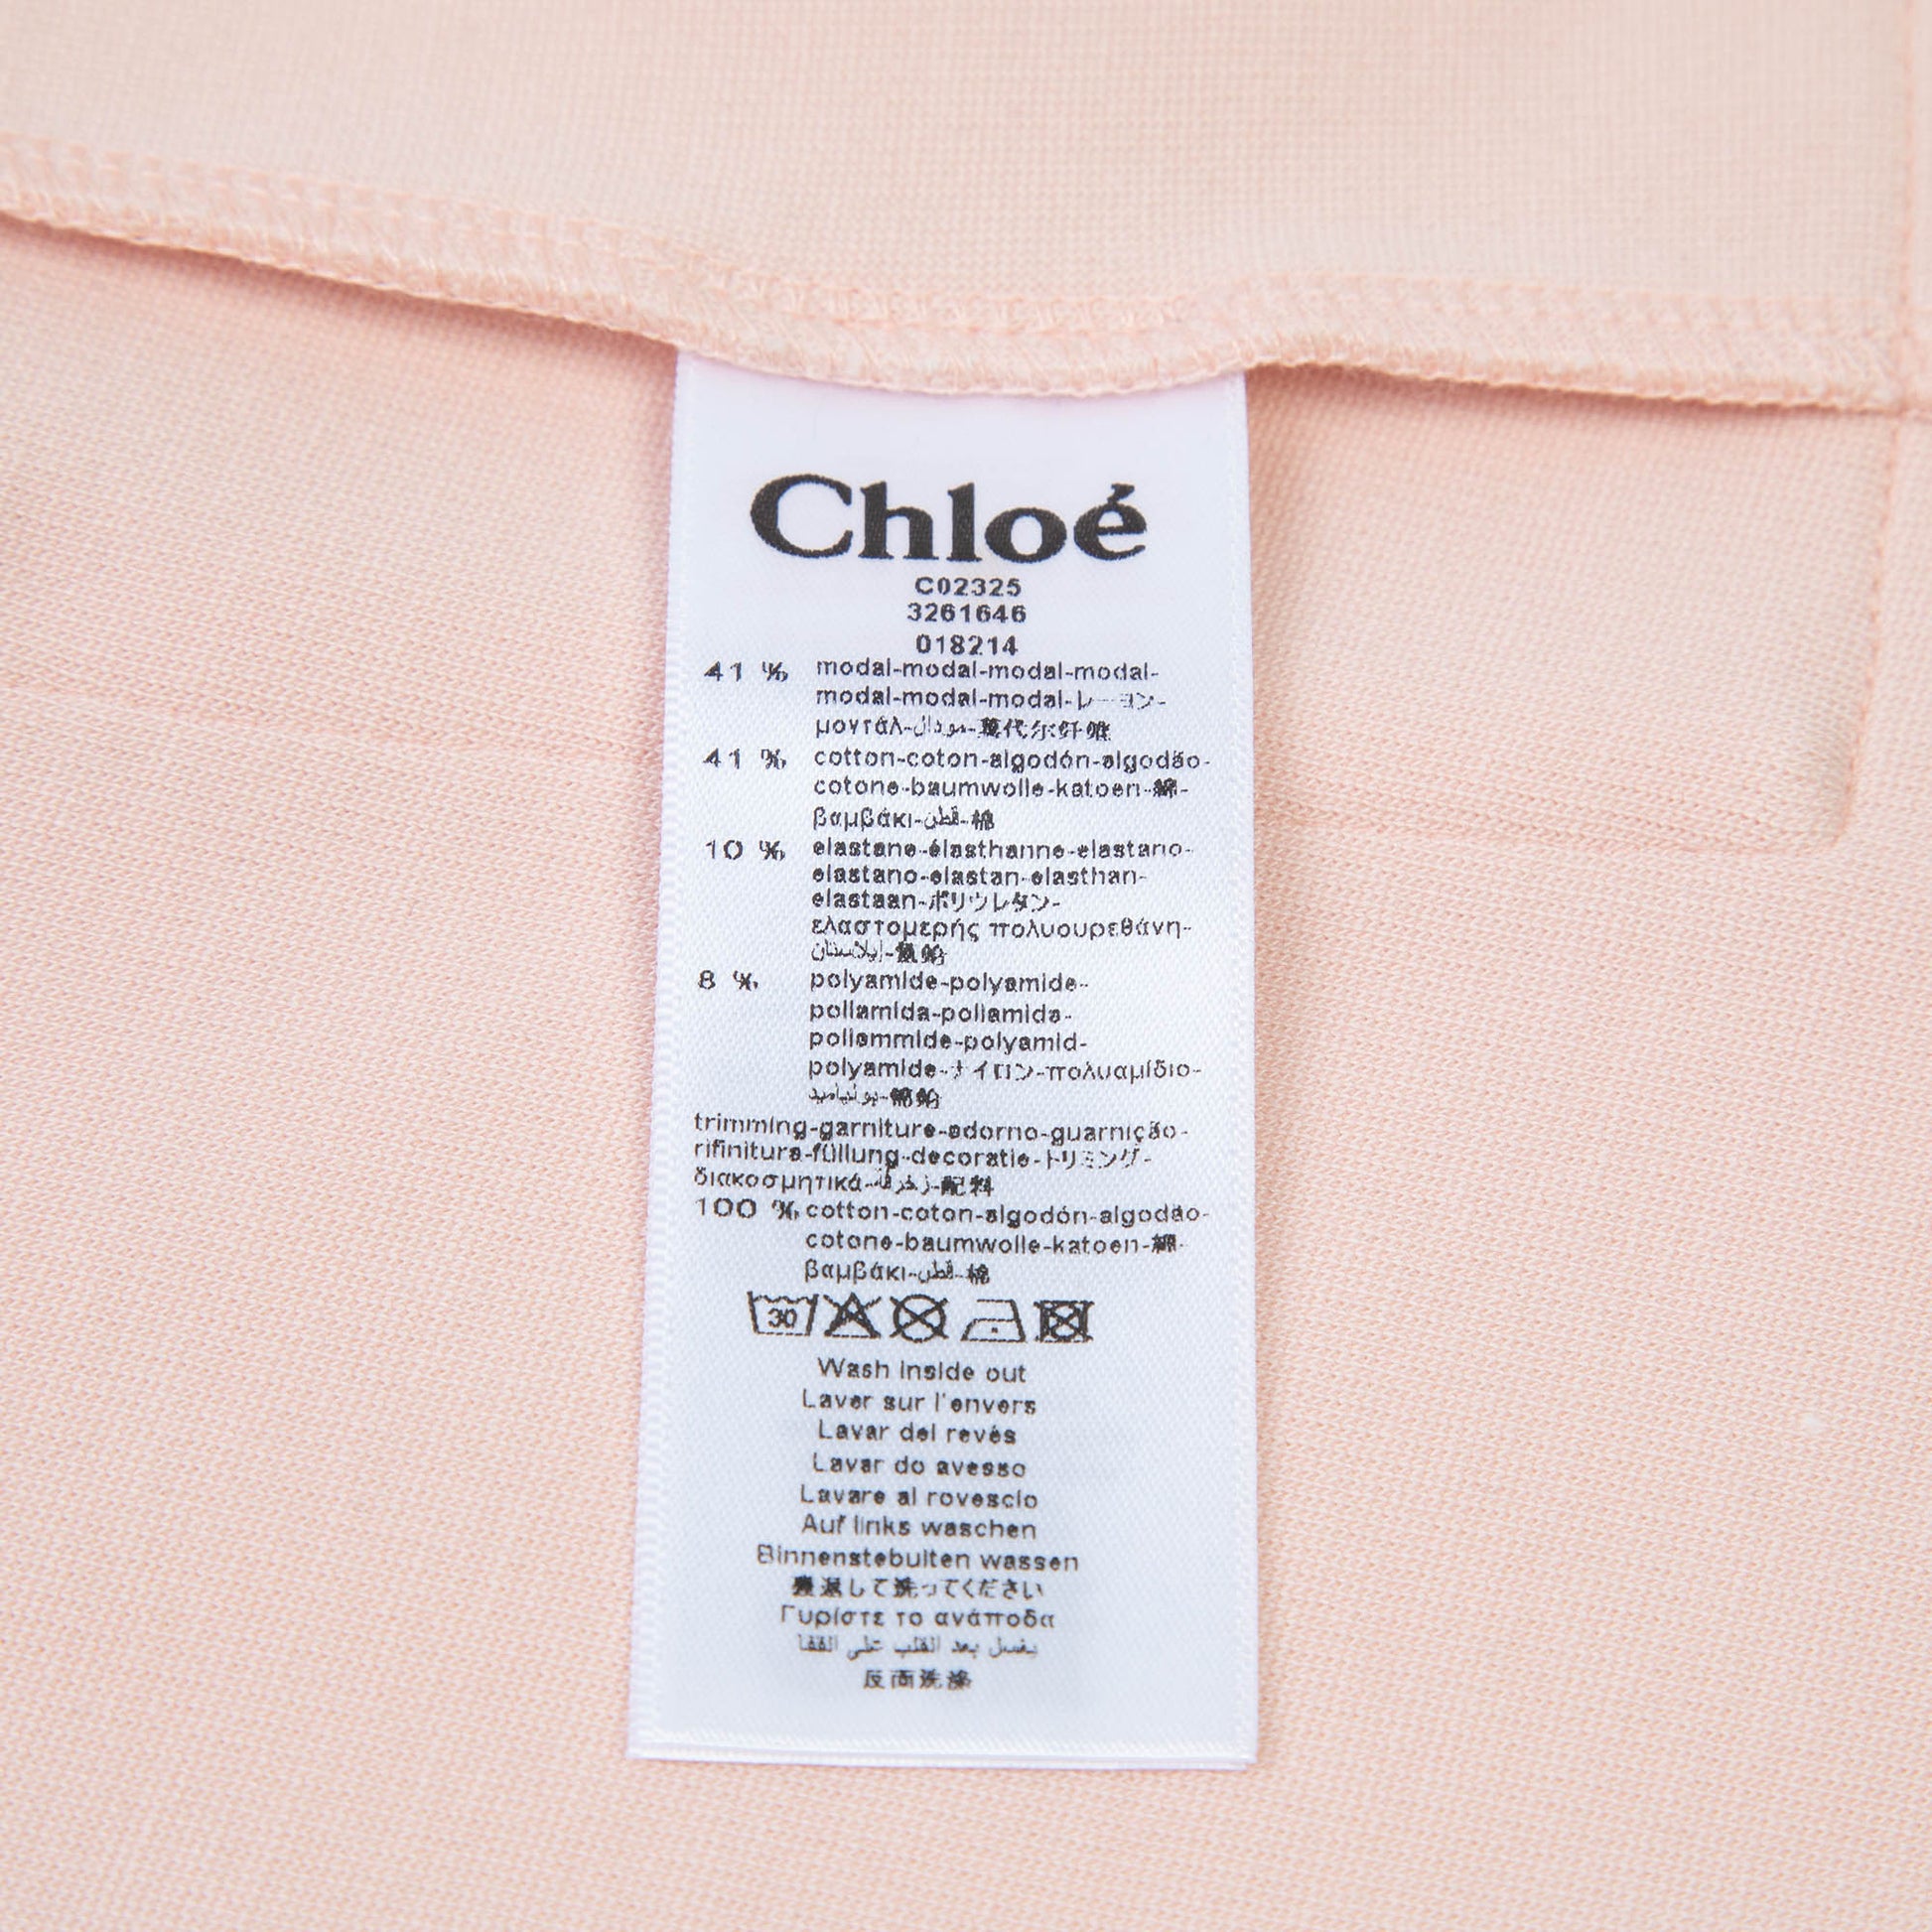 Chloé
C02325
3261646
018214
41 % modal-modal-modal-modal-
modal-modal-modal-レーヨン-
μοντάλ-مودال-莫代尔纤维
41 % cotton-coton-algodón-algodão-
cotone-baumwolle-katoen-綿-
βαμβάκι-قطن-棉
10 % elastane-élasthanne-elastano-
elastano-elastan-elasthan-
elastaan-ポリウレタン-
ελαστομερής πολυουρεθάνη-
إيلاستان-氨纶
8 % polyamide-polyamide-
poliamida-poliamida-
poliammide-polyamid-
polyamide-ナイロン-πολυαμίδιο-
بولياميد-锦纶
trimming-garniture-adorno-guarnição-
rifinitura-füllung-decoratie-トリミング-
διακοσμητικά-زخرفة-配料
100 % cotton-coton-algodón-algodão-
cotone-baumwolle-katoen-綿-
βαμβάκι-قطن-棉
30
Wash inside out
Laver sur l'envers
Lavar del revés
Lavar do avesso
Lavare al rovescio
Auf links waschen
Binnenstebuiten wassen
裏返して洗ってください
Γυρίστε το ανάποδα
يغسل بعد القلب على القفا
反面洗涤